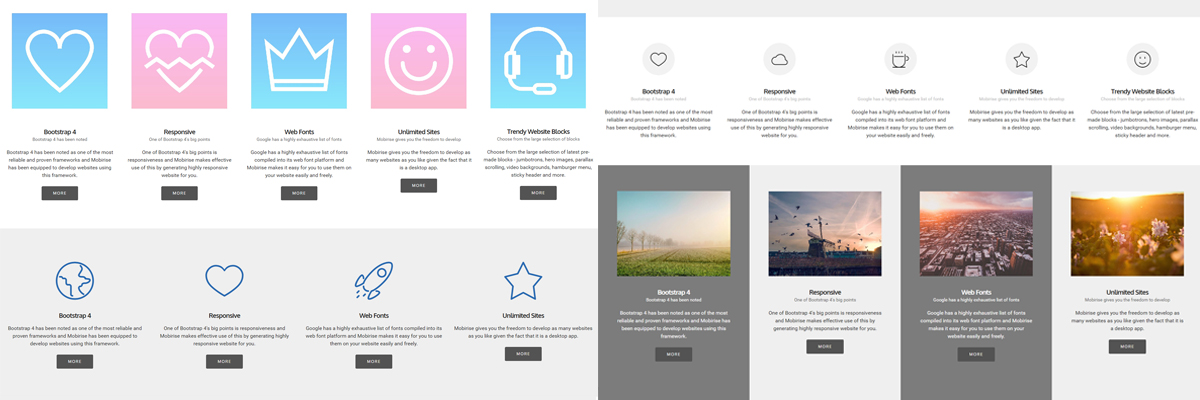 Bootstrap 4
Bootstrap 4 has been noted
Bootstrap 4 has been noted as one of the most
reliable and proven frameworks and Mobirise
has been equipped to develop websites using
this framework.
MORE
Responsive
One of Bootstrap 4's big points
One of Bootstrap 4's big points is
responsiveness and Mobirise makes effective
use of this by generating highly responsive
website for you.
MORE
Web Fonts
Google has a highly exhaustive list of fonts
Google has a highly exhaustive list of fonts
compiled into its web font platform and
Mobirise makes it easy for you to use them on
your website easily and freely.
MORE
Unlimited Sites
Mobirise gives you the freedom to develop
Mobirise gives you the freedom to develop as
many websites as you like given the fact that it
is a desktop app.
MORE
Trendy Website Blocks
Choose from the large selection of fonts
Choose from the large selection of latest pre-
made blocks - jumbotrons, hero images, parallax
scrolling, video backgrounds, hamburger menu,
sticky header and more.
MORE
Bootstrap 4
Bootstrap 4 has been noted as one of the most reliable and
proven frameworks and Mobirise has been equipped to
develop websites using this framework.
MORE
Responsive
One of Bootstrap 4's big points is responsiveness and
Mobirise makes effective use of this by generating highly
responsive website for you.
MORE
Web Fonts
Google has a highly exhaustive list of fonts compiled into its
web font platform and Mobirise makes it easy for you to use
them on your website easily and freely.
MORE
Unlimited Sites
Mobirise gives you the freedom to develop as many websites
as you like given the fact that it is a desktop app.
MORE
Bootstrap 4
Bootstrap 4 has been noted
Bootstrap 4 has been noted as one of the most
reliable and proven frameworks and Mobirise
has been equipped to develop websites using
this framework.
Responsive
One of Bootstrap 4's big points
One of Bootstrap 4's big points is
responsiveness and Mobirise makes effective
use of this by generating highly responsive
website for you.
Web Fonts
Google has a highly exhaustive list of fonts
Google has a highly exhaustive list of fonts
compiled into its web font platform and
Mobirise makes it easy for you to use them on
your website easily and freely.
Unlimited Sites
Mobirise gives you the freedom to develop
Mobirise gives you the freedom to develop as
many websites as you like given the fact that it
is a desktop app.
Trendy Website Blocks
Choose from the large selection of fonts
Choose from the large selection of latest pre-
made blocks - jumbotrons, hero images, parallax
scrolling, video backgrounds, hamburger menu,
sticky header and more.
Bootstrap 4
Bootstrap 4 has been noted
Bootstrap 4 has been noted as one of the most
reliable and proven frameworks and Mobirise has
been equipped to develop websites using this
framework.
MORE
Responsive
One of Bootstrap 4's big points
One of Bootstrap 4's big points is responsiveness
and Mobirise makes effective use of this by
generating highly responsive website for you.
MORE
Web Fonts
Google has a highly exhaustive list of fonts
Google has a highly exhaustive list of fonts
compiled into its web font platform and Mobirise
makes it easy for you to use them on your
website easily and freely.
MORE
Unlimited Sites
Mobirise gives you the freedom to develop
Mobirise gives you the freedom to develop as
many websites as you like given the fact that it is
a desktop app.
MORE